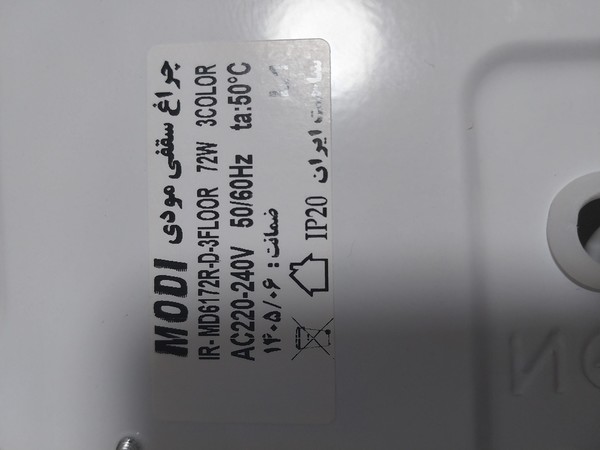 MODI چراغ سقفی مودی
IR- MD6172R-D-3FLOOR 72W 3COLOR
AC220-240V 50/60Hz ta:50°C
ضمانت: ۱۴۰۵/۰۶
IP20 ساخت ایران